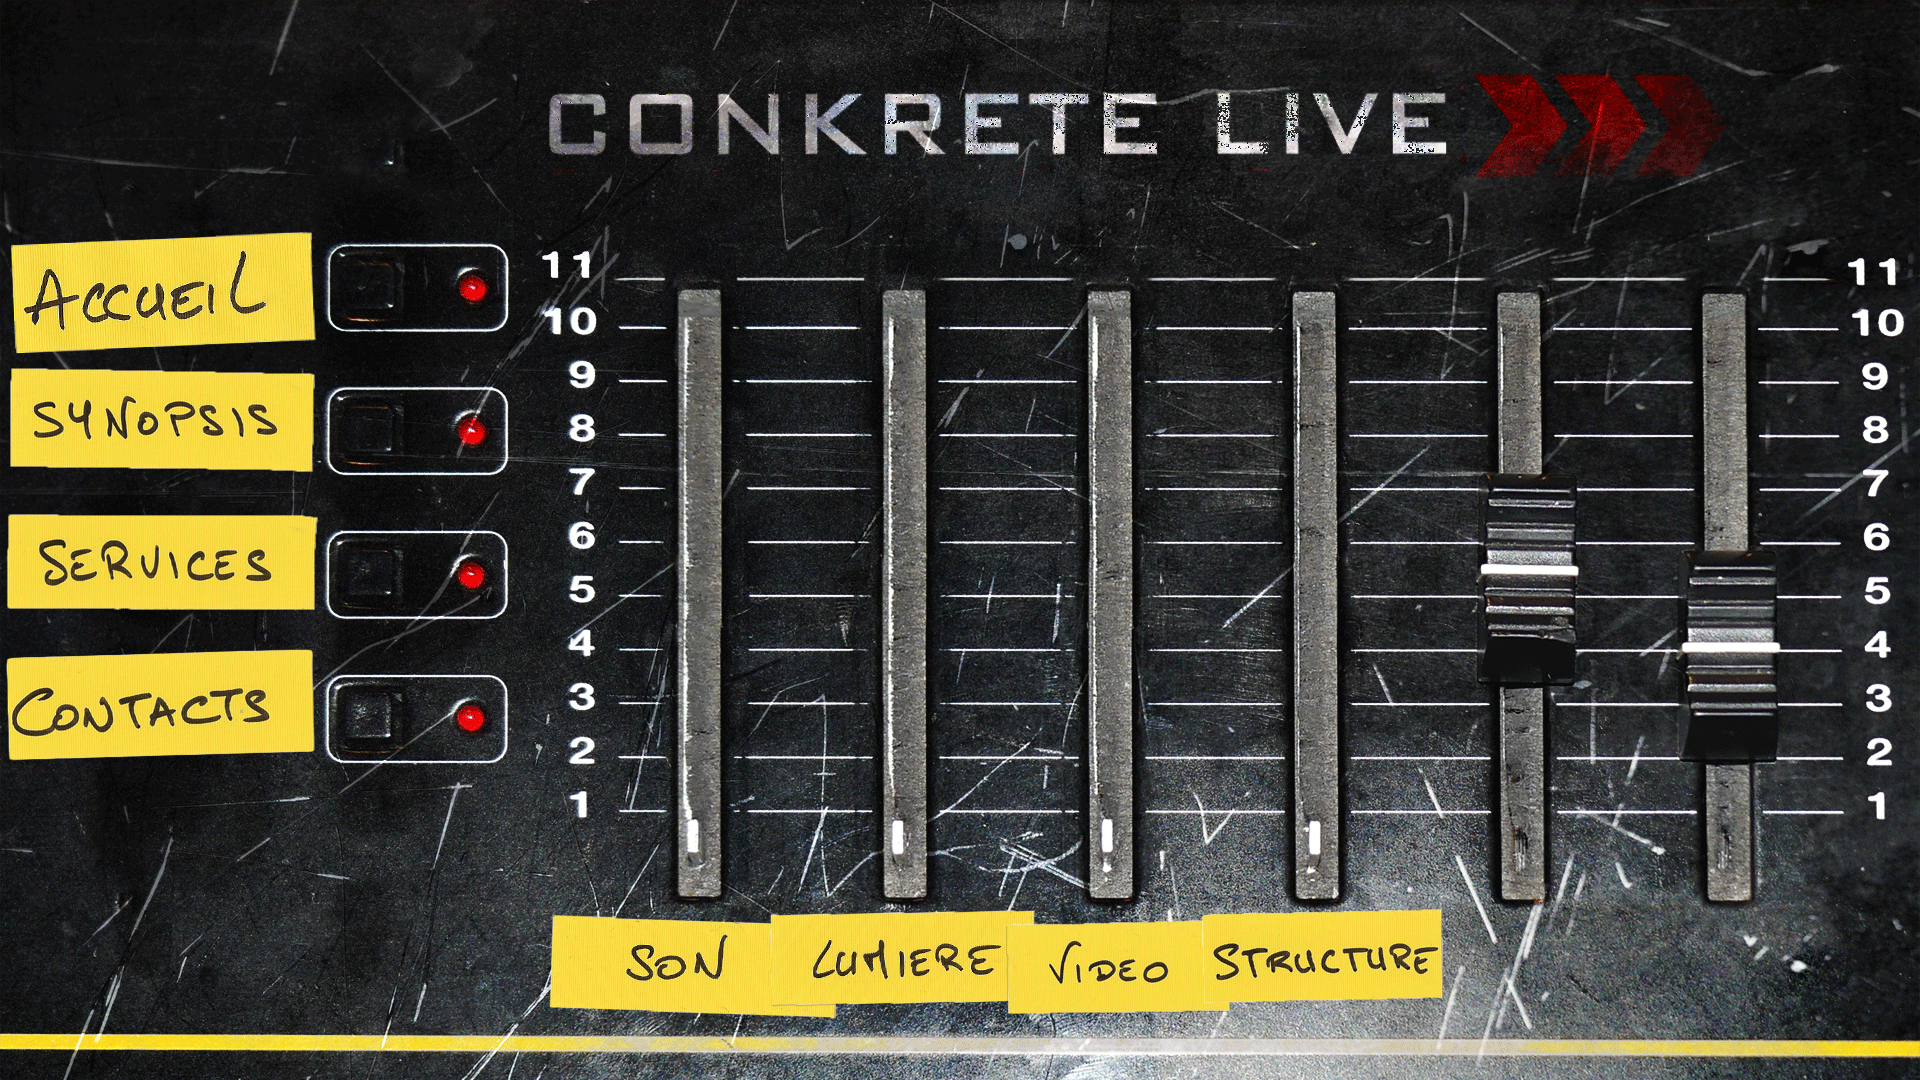 CONKRETE LIVE
ACCUEIL
SYNOPSIS
SERVICES
CONTACTS
11
10
9
8
7
6
5
4
3
2
1
11
10
9
8
7
6
5
4
3
2
1
SON
LUMIERE
VIDEO
STRUCTURE